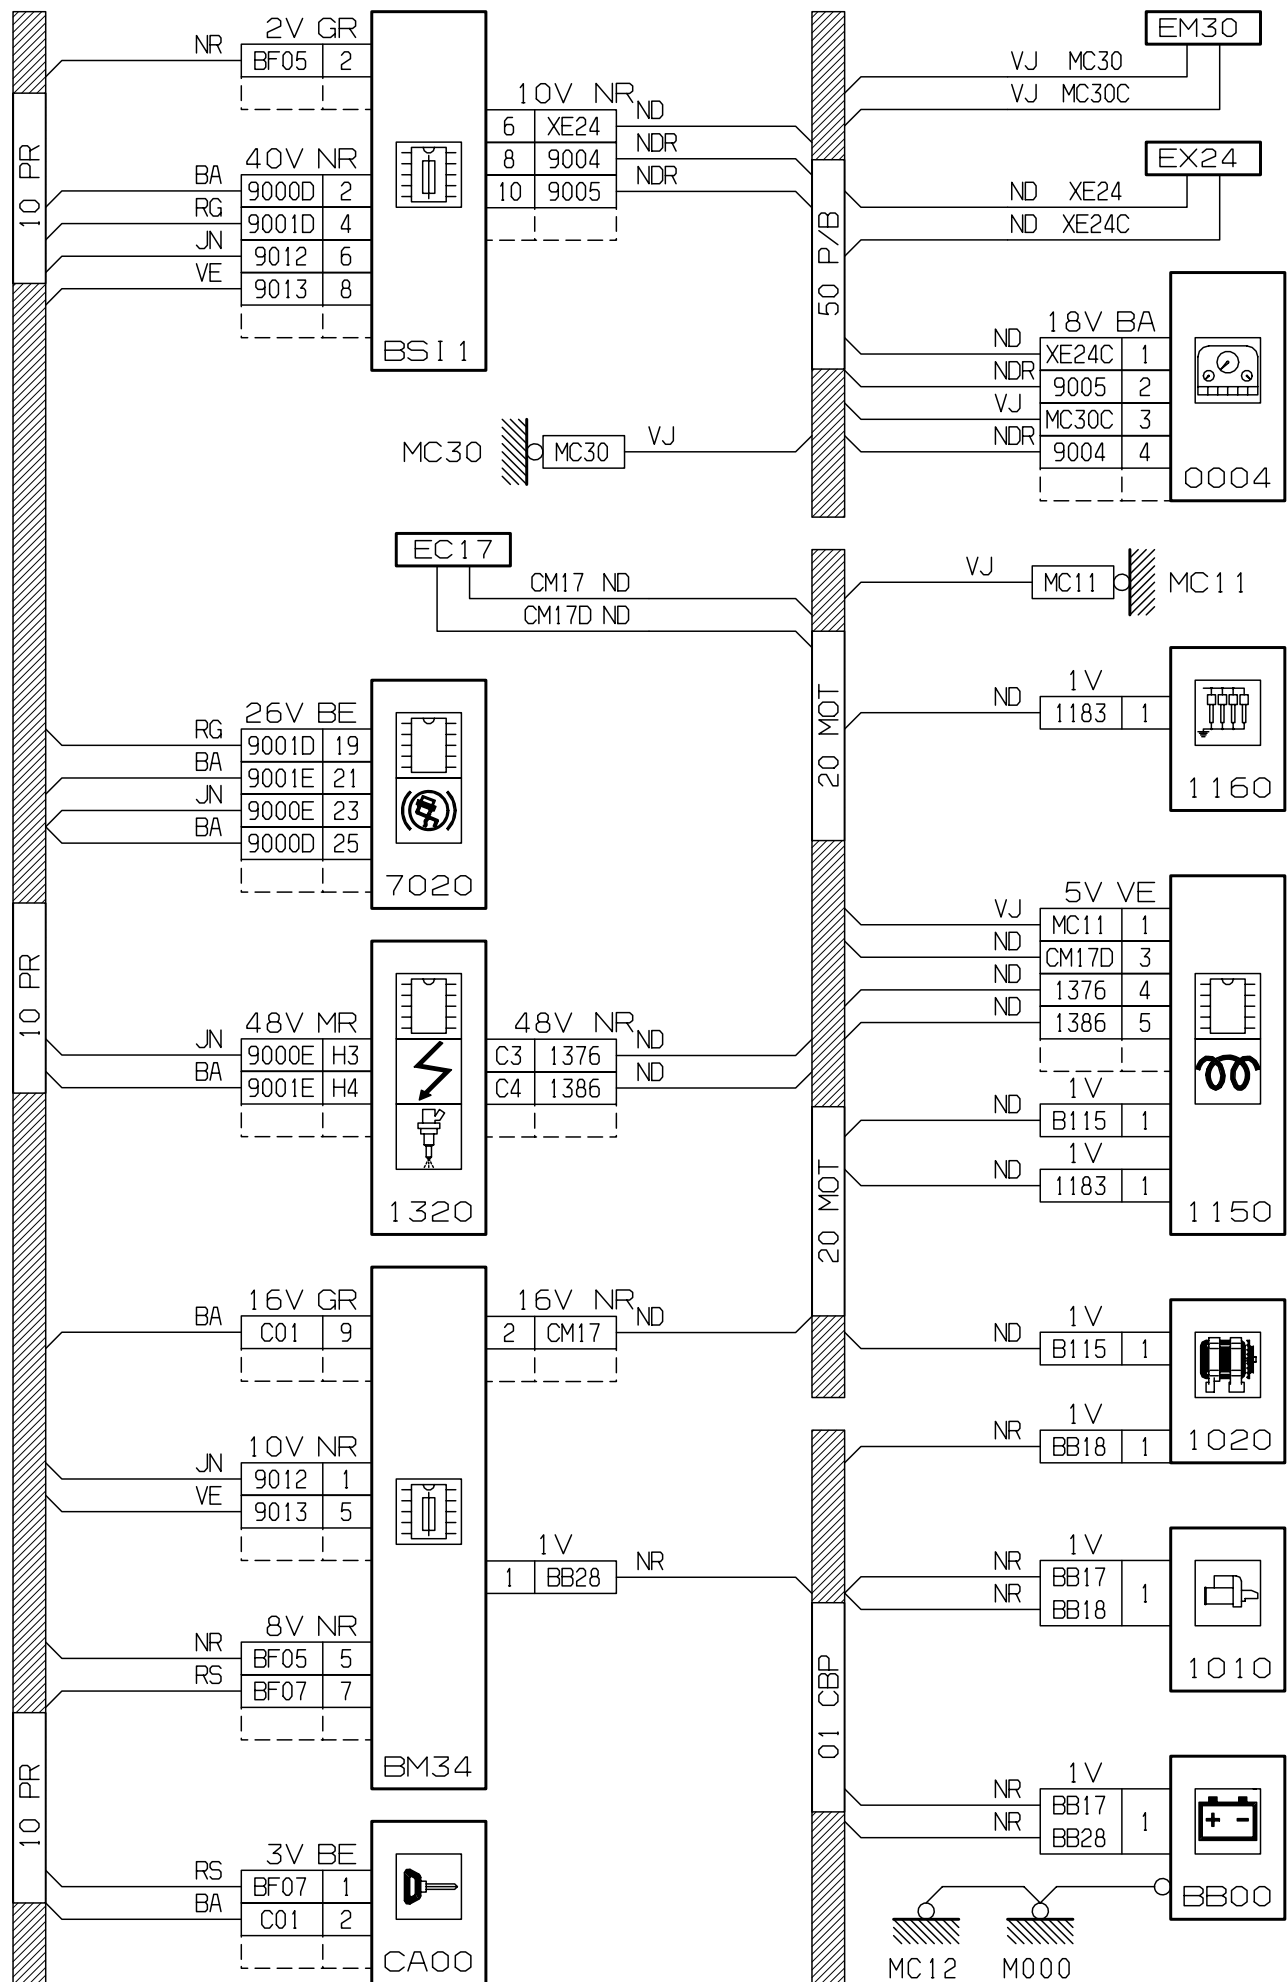 10 PR
NR
2V GR
BF05 2
40V NR
BA 9000D 2
RG 9001D 4
JN 9012 6
VE 9013 8
BSI1
10V NR
6 XE24 ND
8 9004 NDR
10 9005 NDR
50 P/B
EM30
VJ MC30
VJ MC30C
EX24
ND XE24
ND XE24C
18V BA
ND XE24C 1
NDR 9005 2
VJ MC30C 3
NDR 9004 4
0004
MC30 MC30 VJ
EC17
CM17 ND
CM17D ND
VJ MC11 MC11
20 MOT
1V
ND 1183 1
1160
26V BE
RG 9001D 19
BA 9001E 21
JN 9000E 23
BA 9000D 25
7020
5V VE
VJ MC11 1
ND CM17D 3
ND 1376 4
ND 1386 5
1V
ND B115 1
1V
ND 1183 1
1150
10 PR
48V MR
JN 9000E H3
BA 9001E H4
48V NR
C3 1376 ND
C4 1386 ND
1320
20 MOT
16V GR
BA C01 9
16V NR
2 CM17 ND
1V
ND B115 1
1V
NR BB18 1
1020
10V NR
JN 9012 1
VE 9013 5
1V
1 BB28 NR
1V
NR BB17
NR BB18
1
1010
8V NR
NR BF05 5
RS BF07 7
BM34
01 CBP
10 PR
1V
NR BB17
NR BB28
1
BB00
3V BE
RS BF07 1
BA C01 2
CA00
MC12 M000